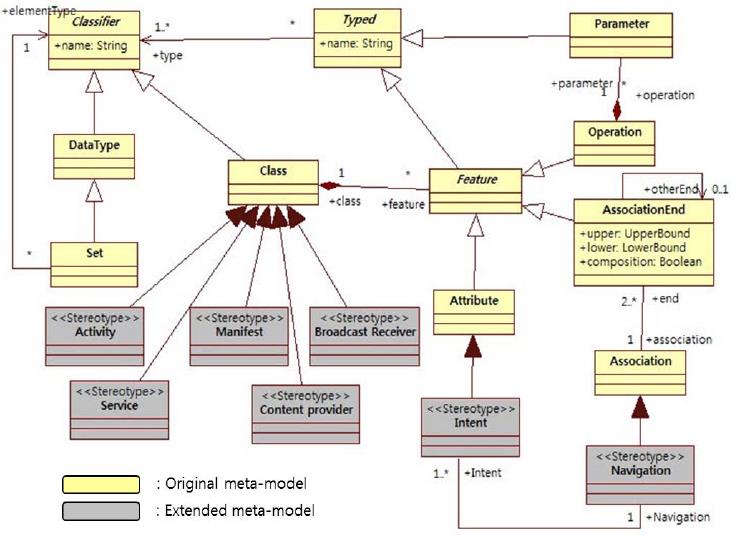 +elementType
Classifier
+name: String
1
1..*
+type
*
Typed
+name: String
Parameter
+parameter
*
1
+operation
Operation
DataType
Class
1
+class
*
+feature
Feature
+otherEnd
0..1
AssociationEnd
+upper: UpperBound
+lower: LowerBound
+composition: Boolean
*
Set
2..*
+end
Attribute
<<Stereotype>>
Activity
<<Stereotype>>
Manifest
<<Stereotype>>
Broadcast Receiver
1
+association
Association
<<Stereotype>>
Service
<<Stereotype>>
Content provider
<<Stereotype>>
Intent
<<Stereotype>>
Navigation
1..*
+Intent
1
+Navigation
: Original meta-model
: Extended meta-model